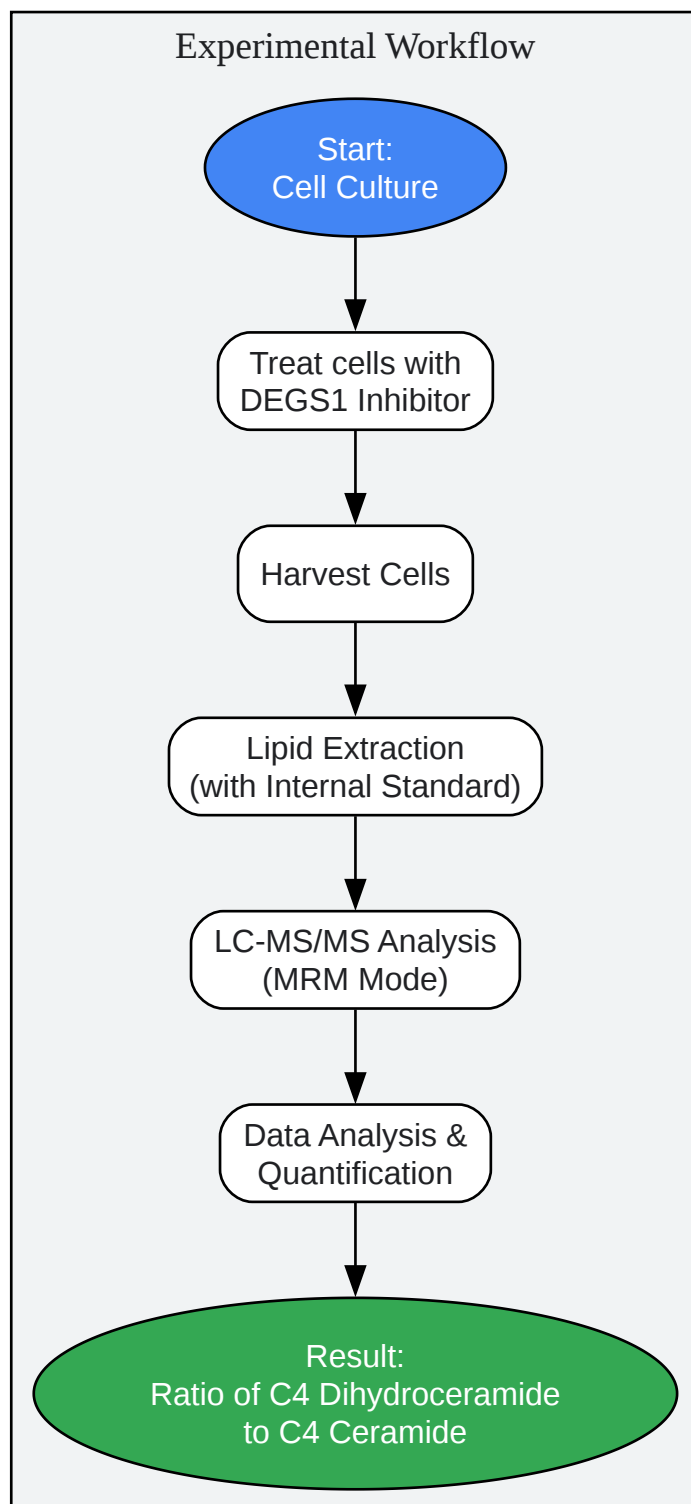 Experimental Workflow
Start:
Cell Culture
Treat cells with
DEGS1 Inhibitor
Harvest Cells
Lipid Extraction
(with Internal Standard)
LC-MS/MS Analysis
(MRM Mode)
Data Analysis &
Quantification
Result:
Ratio of C4 Dihydroceramide
to C4 Ceramide